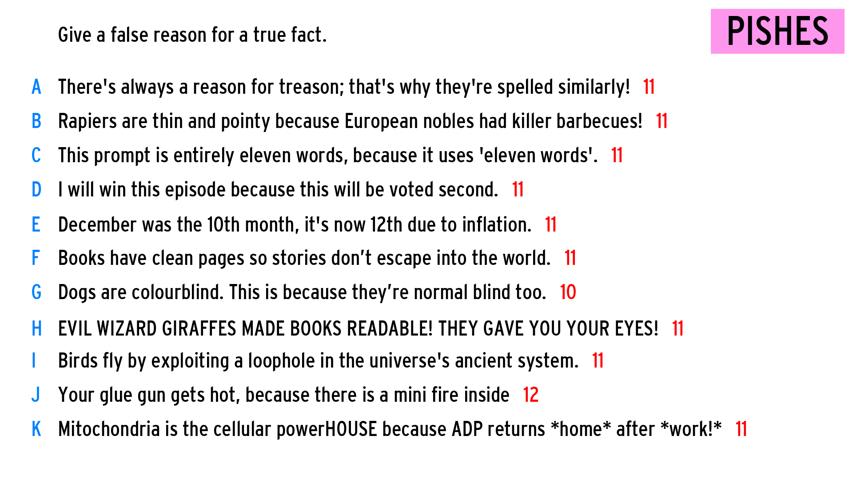 Give a false reason for a true fact.
PISHES
A There's always a reason for treason; that's why they're spelled similarly! 11
B Rapiers are thin and pointy because European nobles had killer barbecues! 11
C This prompt is entirely eleven words, because it uses 'eleven words'. 11
D I will win this episode because this will be voted second. 11
E December was the 10th month, it's now 12th due to inflation. 11
F Books have clean pages so stories don’t escape into the world. 11
G Dogs are colourblind. This is because they’re normal blind too. 10
H EVIL WIZARD GIRAFFES MADE BOOKS READABLE! THEY GAVE YOU YOUR EYES! 11
I Birds fly by exploiting a loophole in the universe's ancient system. 11
J Your glue gun gets hot, because there is a mini fire inside 12
K Mitochondria is the cellular powerHOUSE because ADP returns *home* after *work!* 11